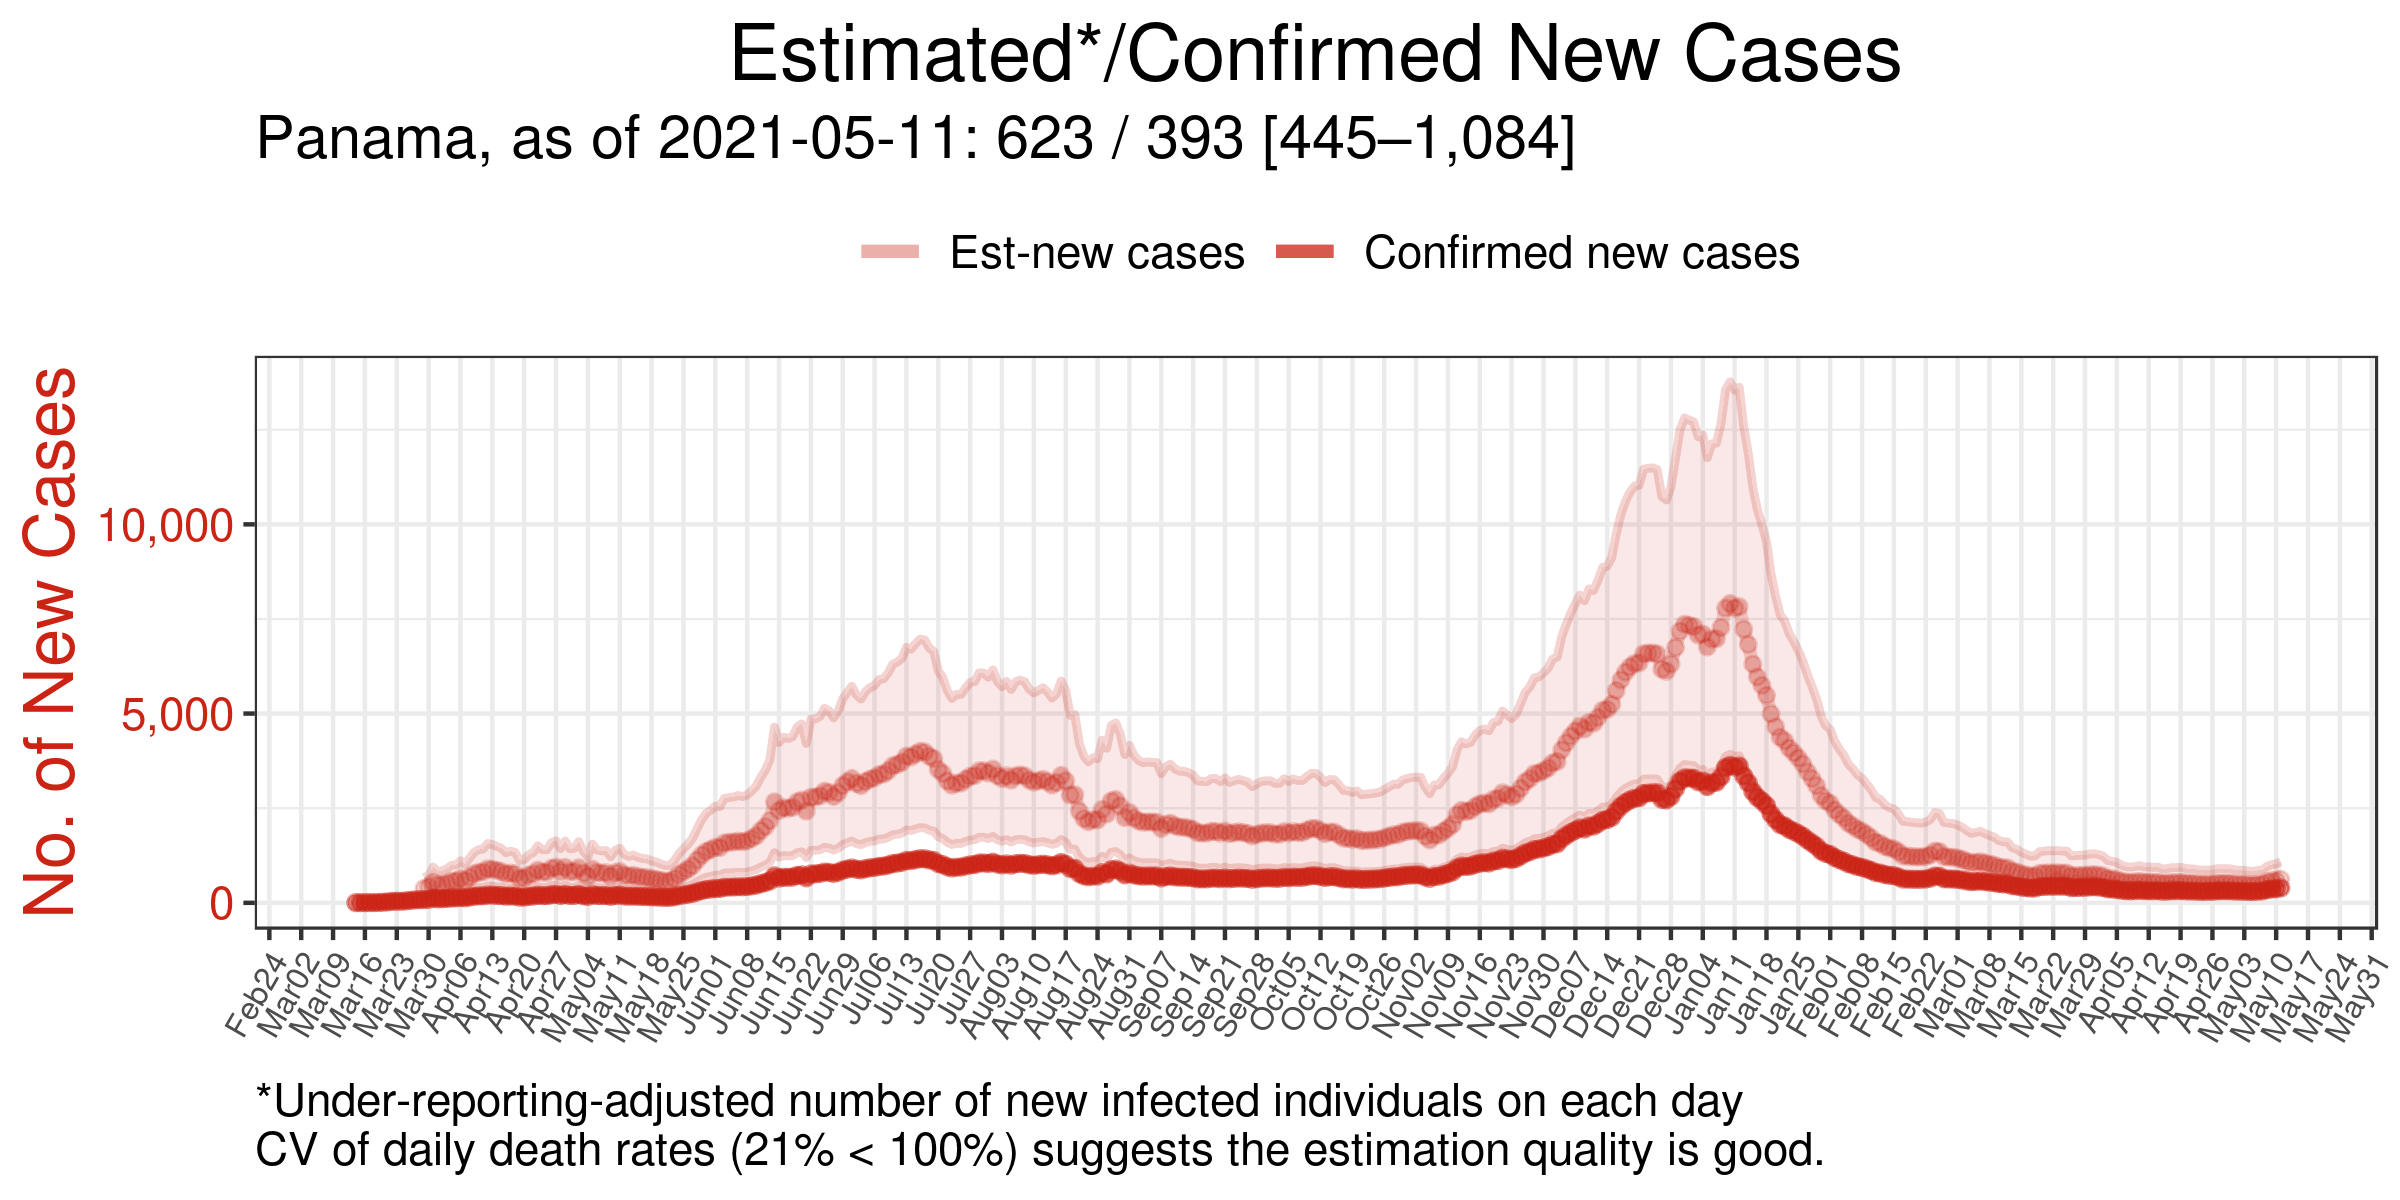 Estimated*/Confirmed New Cases
Panama, as of 2021-05-11: 623 / 393 [445–1,084]
Est-new cases
Confirmed new cases
No. of New Cases
10,000
5,000
0
Feb24
Mar02
Mar09
Mar16
Mar23
Mar30
Apr06
Apr13
Apr20
Apr27
May04
May11
May18
May25
Jun01
Jun08
Jun15
Jun22
Jun29
Jul06
Jul13
Jul20
Jul27
Aug03
Aug10
Aug17
Aug24
Aug31
Sep07
Sep14
Sep21
Sep28
Oct05
Oct12
Oct19
Oct26
Nov02
Nov09
Nov16
Nov23
Nov30
Dec07
Dec14
Dec21
Dec28
Jan04
Jan11
Jan18
Jan25
Feb01
Feb08
Feb15
Feb22
Mar01
Mar08
Mar15
Mar22
Mar29
Apr05
Apr12
Apr19
Apr26
May03
May10
May17
May24
May31
*Under-reporting-adjusted number of new infected individuals on each day
CV of daily death rates (21% < 100%) suggests the estimation quality is good.